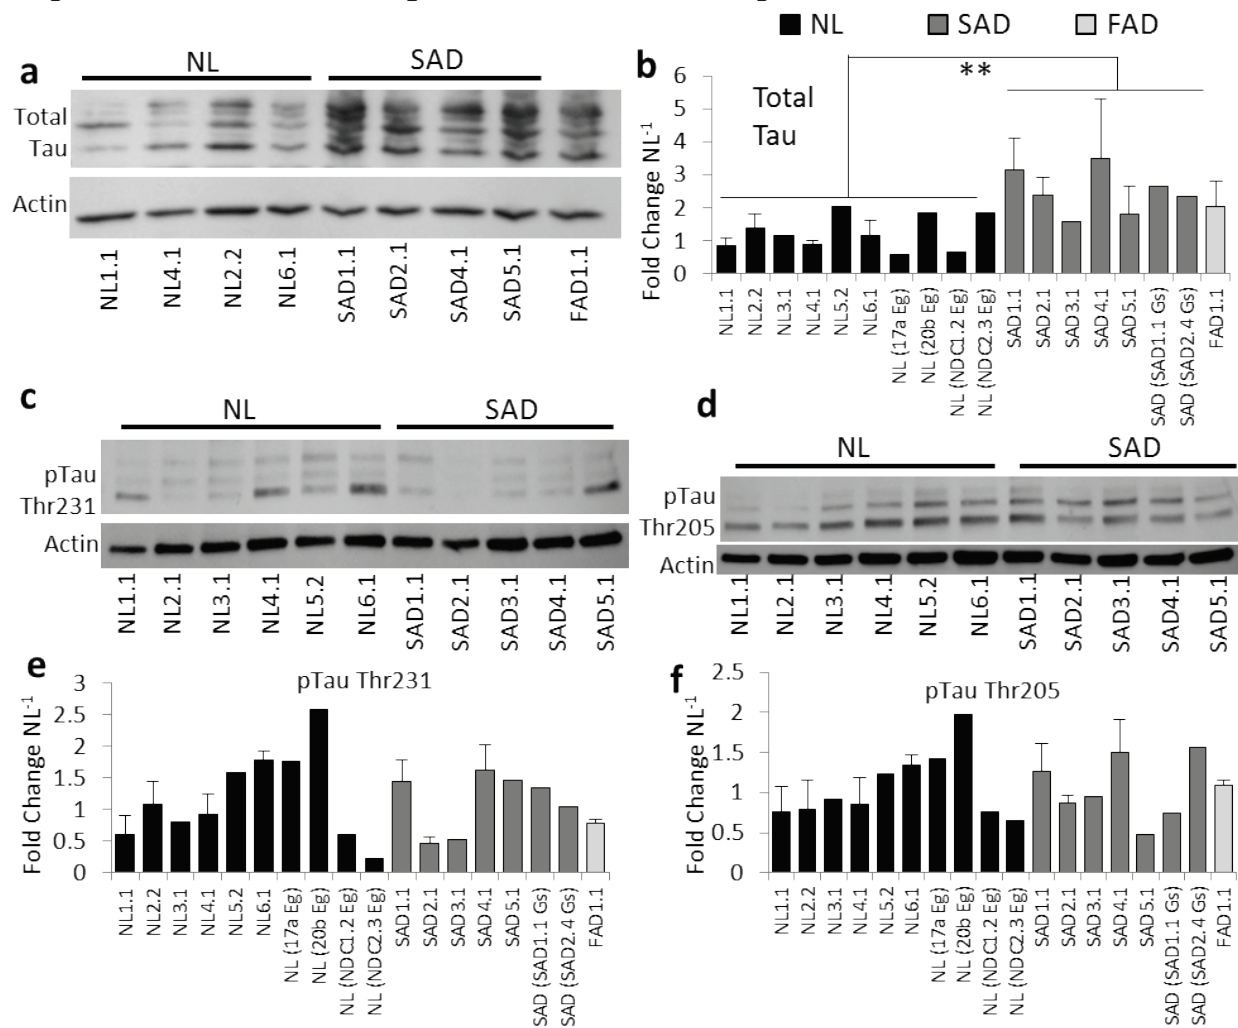 NL SAD FAD
a
NL SAD
Total
Tau
Actin
NL1.1 NL4.1 NL2.2 NL6.1 SAD1.1 SAD2.1 SAD4.1 SAD5.1 FAD1.1
b
**
Total
Tau
Fold Change NL⁻¹
6
5
4
3
2
1
0
NL1.1 NL2.2 NL3.1 NL4.1 NL5.2 NL6.1 NL (17a Eg) NL (20b Eg) NL (NDC1.2 Eg) NL (NDC2.3 Eg) SAD1.1 SAD2.1 SAD3.1 SAD4.1 SAD5.1 SAD (SAD1.1 Gs) SAD (SAD2.4 Gs) FAD1.1
c
NL SAD
pTau
Thr231
Actin
NL1.1 NL2.1 NL3.1 NL4.1 NL5.2 NL6.1 SAD1.1 SAD2.1 SAD3.1 SAD4.1 SAD5.1
d
NL SAD
pTau
Thr205
Actin
NL1.1 NL2.1 NL3.1 NL4.1 NL5.2 NL6.1 SAD1.1 SAD2.1 SAD3.1 SAD4.1 SAD5.1
e
pTau Thr231
Fold Change NL⁻¹
3
2.5
2
1.5
1
0.5
0
NL1.1 NL2.2 NL3.1 NL4.1 NL5.2 NL6.1 NL (17a Eg) NL (20b Eg) NL (NDC1.2 Eg) NL (NDC2.3 Eg) SAD1.1 SAD2.1 SAD3.1 SAD4.1 SAD5.1 SAD (SAD1.1 Gs) SAD (SAD2.4 Gs) FAD1.1
f
pTau Thr205
Fold Change NL⁻¹
2.5
2
1.5
1
0.5
0
NL1.1 NL2.2 NL3.1 NL4.1 NL5.2 NL6.1 NL (17a Eg) NL (20b Eg) NL (NDC1.2 Eg) NL (NDC2.3 Eg) SAD1.1 SAD2.1 SAD3.1 SAD4.1 SAD5.1 SAD (SAD1.1 Gs) SAD (SAD2.4 Gs) FAD1.1